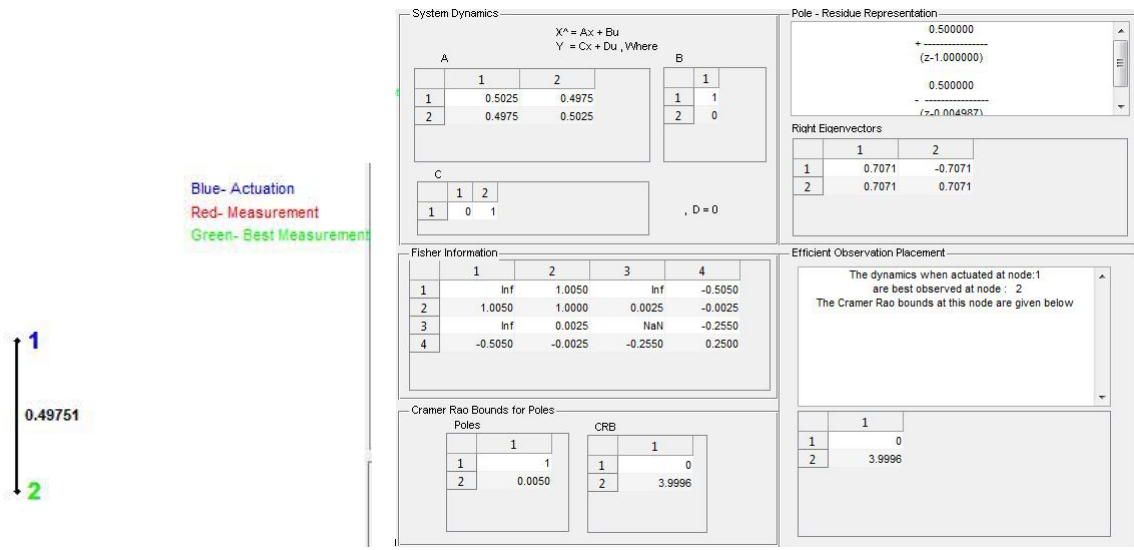 Blue- Actuation
Red- Measurement
Green- Best Measurement
1
0.49751
2
System Dynamics
X^ = Ax + Bu
Y = Cx + Du , Where
A
1 2
1 0.5025 0.4975
2 0.4975 0.5025
B
1
1 1
2 0
C
1 2
1 0 1
, D = 0
Pole - Residue Representation
0.500000
+ ----------------
(z-1.000000)
0.500000
- ----------------
(z-0.004987)
Right Eigenvectors
1 2
1 0.7071 -0.7071
2 0.7071 0.7071
Fisher Information
1 2 3 4
1 Inf 1.0050 Inf -0.5050
2 1.0050 1.0000 0.0025 -0.0025
3 Inf 0.0025 NaN -0.2550
4 -0.5050 -0.0025 -0.2550 0.2500
Efficient Observation Placement
The dynamics when actuated at node:1
are best observed at node : 2
The Cramer Rao bounds at this node are given below
1
1 0
2 3.9996
Cramer Rao Bounds for Poles
Poles
1
1 1
2 0.0050
CRB
1
1 0
2 3.9996